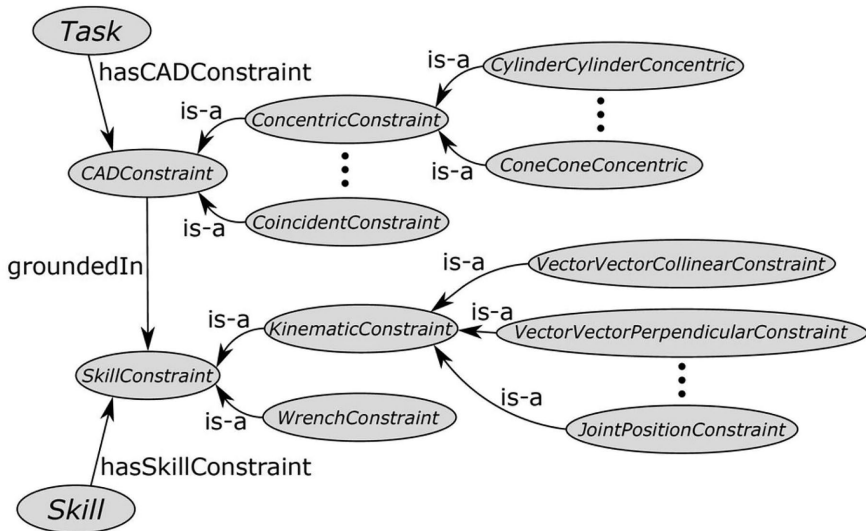 Task
hasCADConstraint
is-a
CylinderCylinderConcentric
is-a
ConcentricConstraint
is-a
ConeConeConcentric
CADConstraint
is-a
CoincidentConstraint
groundedIn
is-a
VectorVectorCollinearConstraint
is-a
KinematicConstraint
is-a
VectorVectorPerpendicularConstraint
SkillConstraint
is-a
WrenchConstraint
is-a
JointPositionConstraint
hasSkillConstraint
Skill